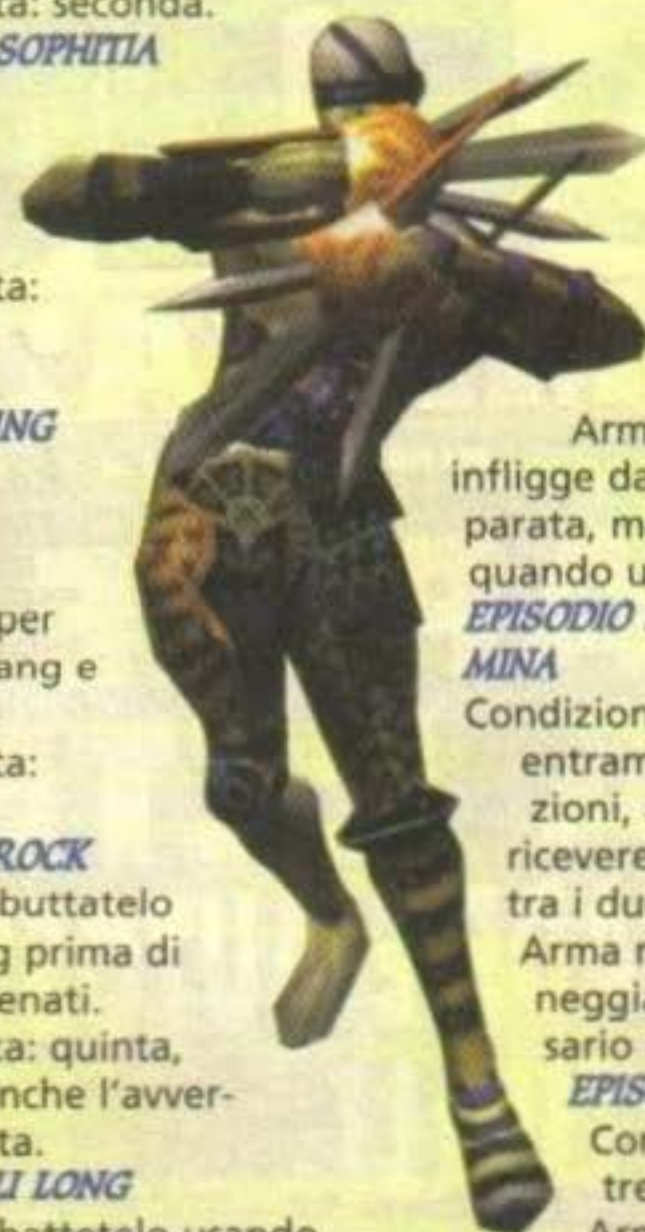 ta: seconda.
SOPHITIA
ta:
NG
per
ang e
ta:
ROCK
buttatelo
g prima di
enati.
ta: quinta,
nche l'avver-
ta.
LI LONG
Arm
infligge da
parata, m
quando u
EPISODIO
MINA
Condizion
entram
zioni,
ricevere
tra i du
Arma
neggia
sario
EPIS
Con
tre